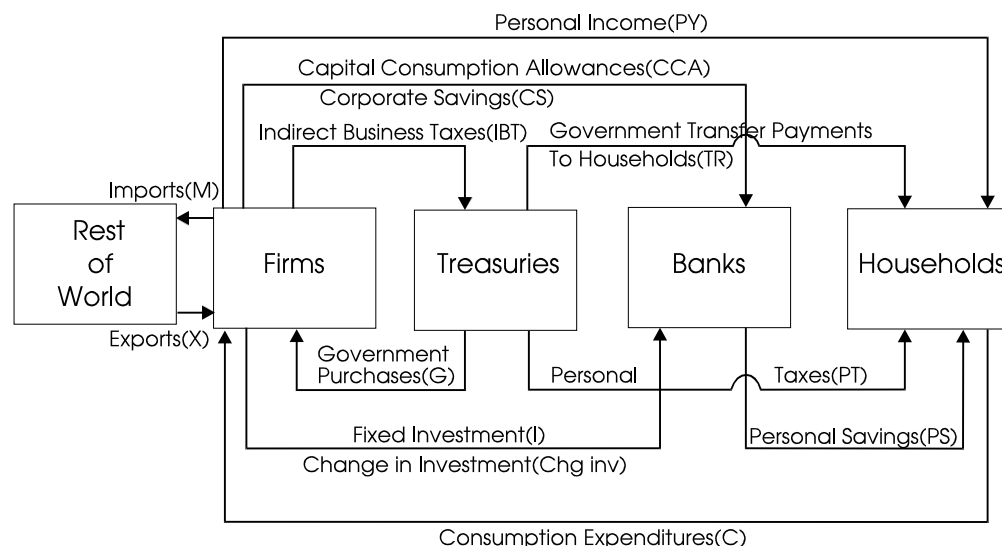 Personal Income(PY)
Capital Consumption Allowances(CCA)
Corporate Savings(CS)
Indirect Business Taxes(IBT)
Government Transfer Payments
To Households(TR)
Imports(M)
Rest
of
World
Firms
Treasuries
Banks
Households
Exports(X)
Government
Purchases(G)
Personal Taxes(PT)
Fixed Investment(I)
Change in Investment(Chg inv)
Personal Savings(PS)
Consumption Expenditures(C)